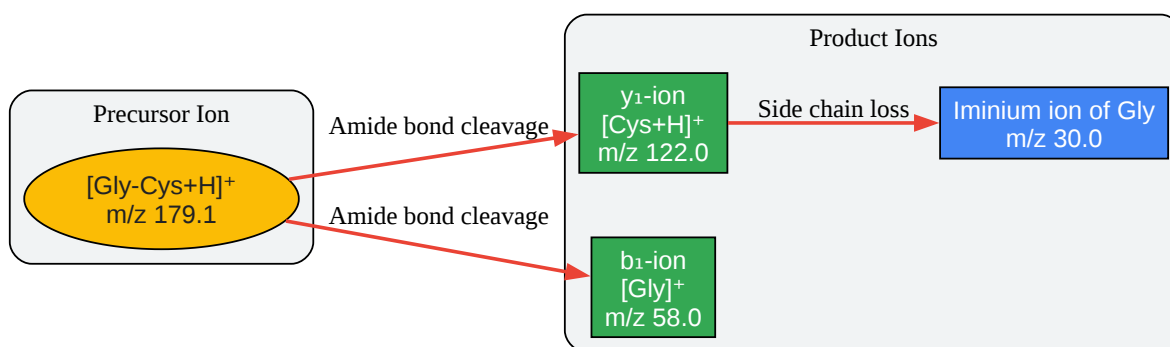 Product Ions
Precursor Ion
[Gly-Cys+H]⁺
m/z 179.1
Amide bond cleavage
Amide bond cleavage
y₁-ion
[Cys+H]⁺
m/z 122.0
Side chain loss
Iminium ion of Gly
m/z 30.0
b₁-ion
[Gly]⁺
m/z 58.0